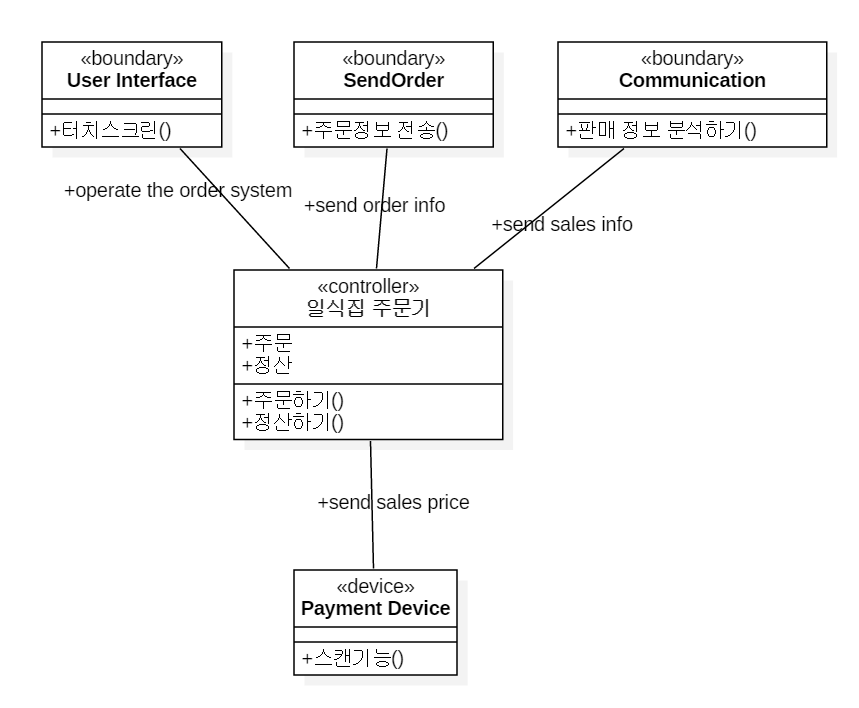 «boundary»
User Interface
+터치스크린()
«boundary»
SendOrder
+주문정보 전송()
«boundary»
Communication
+판매 정보 분석하기()
+operate the order system
+send order info
+send sales info
«controller»
일식집 주문기
+주문
+정산
+주문하기()
+정산하기()
+send sales price
«device»
Payment Device
+스캔기능()